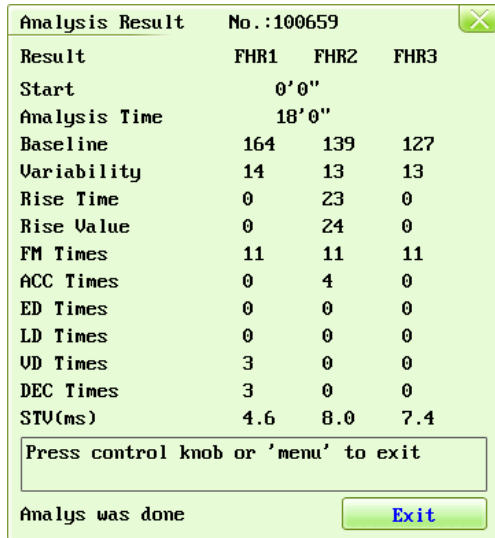 Analysis Result No.:100659
Result FHR1 FHR2 FHR3
Start 0'0"
Analysis Time 18'0"
Baseline 164 139 127
Variability 14 13 13
Rise Time 0 23 0
Rise Value 0 24 0
FM Times 11 11 11
ACC Times 0 4 0
ED Times 0 0 0
LD Times 0 0 0
VD Times 3 0 0
DEC Times 3 0 0
STV(ms) 4.6 8.0 7.4
Press control knob or 'menu' to exit
Analys was done Exit